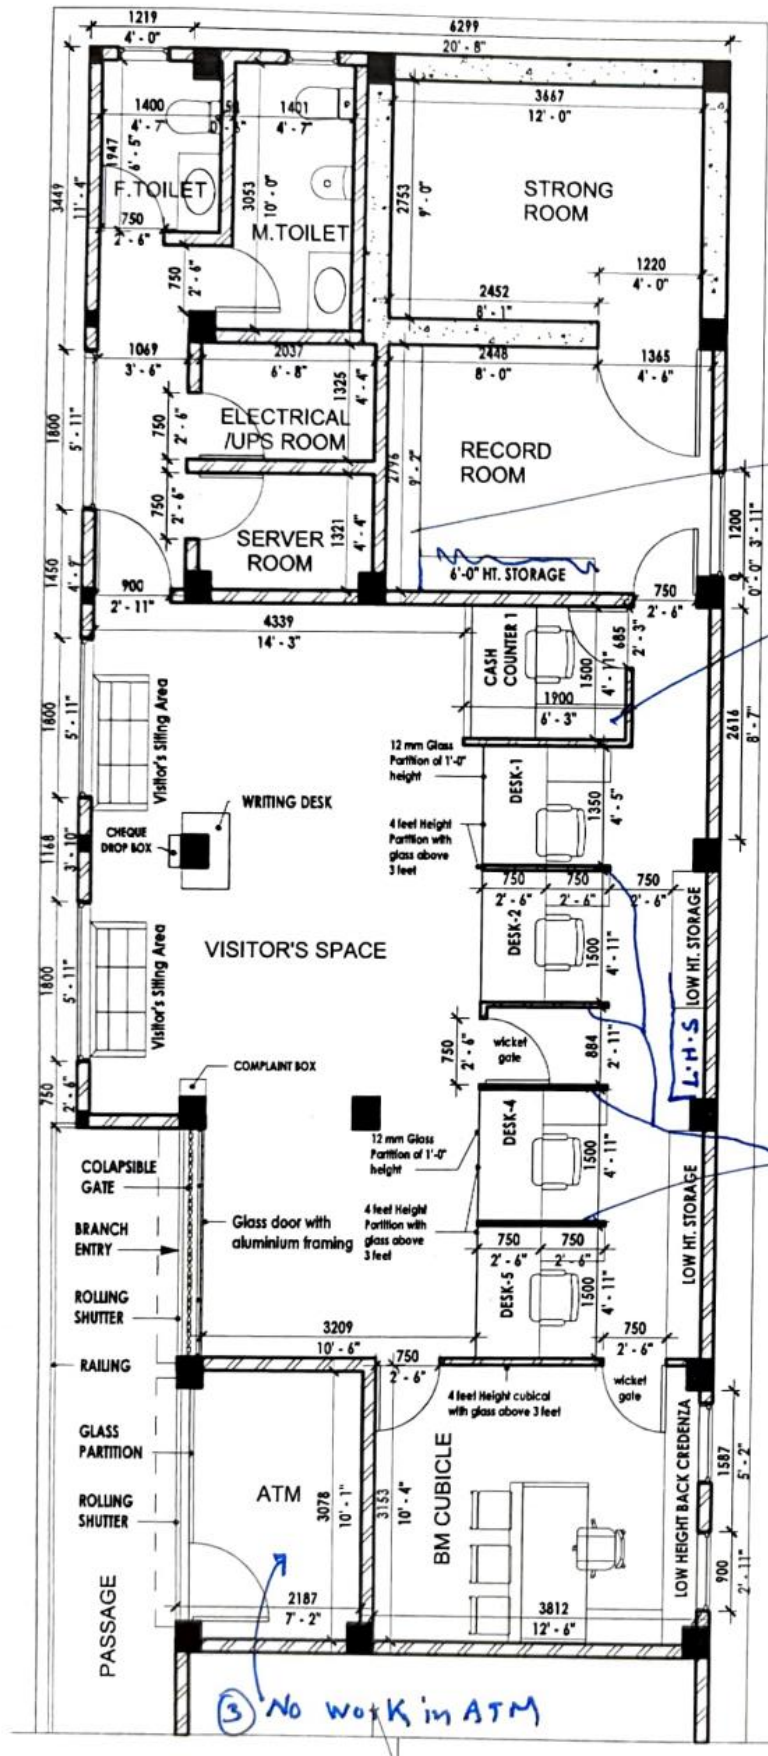 1219
4' - 0"
6299
20' - 8"
1400
4' - 7
1401
4' - 7"
3667
12' - 0"
1947
6' - 5"
3449
11' - 4"
F.TOILET
750
2' - 6"
3053
10' - 0"
M.TOILET
2753
9' - 0"
STRONG
ROOM
750
2' - 6"
1220
4' - 0"
2452
8' - 1"
1069
3' - 6"
2037
6' - 8"
2448
8' - 0"
1365
4' - 6"
1800
5' - 11"
750
2' - 6"
1325
4' - 4"
ELECTRICAL
/UPS ROOM
2796
9' - 2"
RECORD
ROOM
750
2' - 6"
1321
4' - 4"
SERVER
ROOM
1200
3' - 11"
0
0' - 0"
1450
4' - 9"
6'-0" HT. STORAGE
900
2' - 11"
750
2' - 6"
4339
14' - 3"
CASH
COUNTER 1
685
2' - 3"
1500
4' - 11"
1900
6' - 3"
2616
8' - 7"
1800
5' - 11"
Visitor's Siting Area
12 mm Glass
Partition of 1'-0"
height
DESK-1
1350
4' - 5"
WRITING DESK
CHEQUE
DROP BOX
1168
3' - 10"
4 feet Height
Partition with
glass above
3 feet
750
2' - 6"
750
2' - 6"
750
2' - 6"
DESK-2
1500
4' - 11"
LOW HT. STORAGE
VISITOR'S SPACE
1800
5' - 11"
Visitor's Siting Area
750
2' - 6"
wicket
gate
884
2' - 11"
L.H.S
COMPLAINT BOX
750
2' - 6"
12 mm Glass
Partition of 1'-0"
height
DESK-4
1500
4' - 11"
COLAPSIBLE
GATE
BRANCH
ENTRY
Glass door with
aluminium framing
4 feet Height
Partition with
glass above
3 feet
750
2' - 6"
750
2' - 6"
LOW HT. STORAGE
DESK-5
1500
4' - 11"
ROLLING
SHUTTER
3209
10' - 6"
750
2' - 6"
RAILING
750
2' - 6"
4 feet Height cubical
with glass above 3 feet
wicket
gate
GLASS
PARTITION
ATM
3078
10' - 1"
3153
10' - 4"
BM CUBICLE
LOW HEIGHT BACK CREDENZA
1587
5' - 2"
ROLLING
SHUTTER
900
2' - 11"
PASSAGE
2187
7' - 2"
3812
12' - 6"
3 No work in ATM